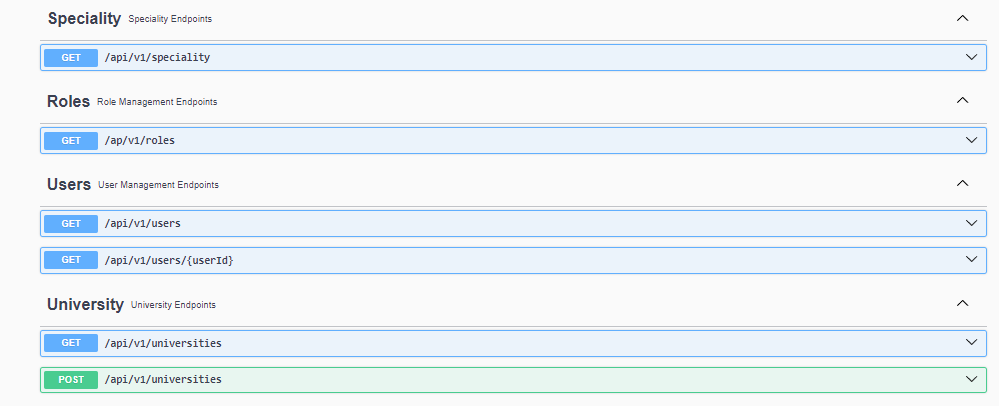 Speciality Speciality Endpoints
GET /api/v1/speciality
Roles Role Management Endpoints
GET /ap/v1/roles
Users User Management Endpoints
GET /api/v1/users
GET /api/v1/users/{userId}
University University Endpoints
GET /api/v1/universities
POST /api/v1/universities